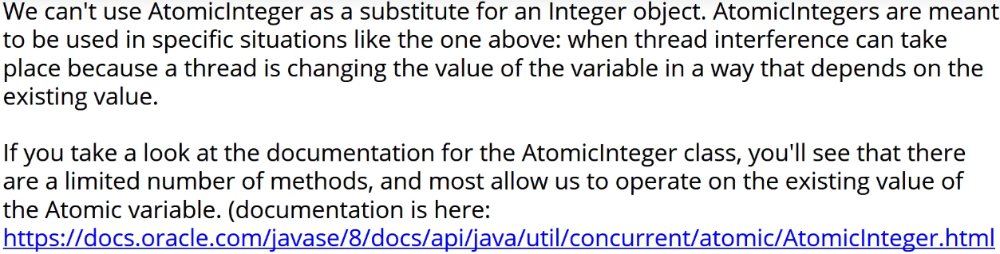 We can't use AtomicInteger as a substitute for an Integer object. AtomicIntegers are meant
to be used in specific situations like the one above: when thread interference can take
place because a thread is changing the value of the variable in a way that depends on the
existing value.
If you take a look at the documentation for the AtomicInteger class, you'll see that there
are a limited number of methods, and most allow us to operate on the existing value of
the Atomic variable. (documentation is here:
https://docs.oracle.com/javase/8/docs/api/java/util/concurrent/atomic/AtomicInteger.html